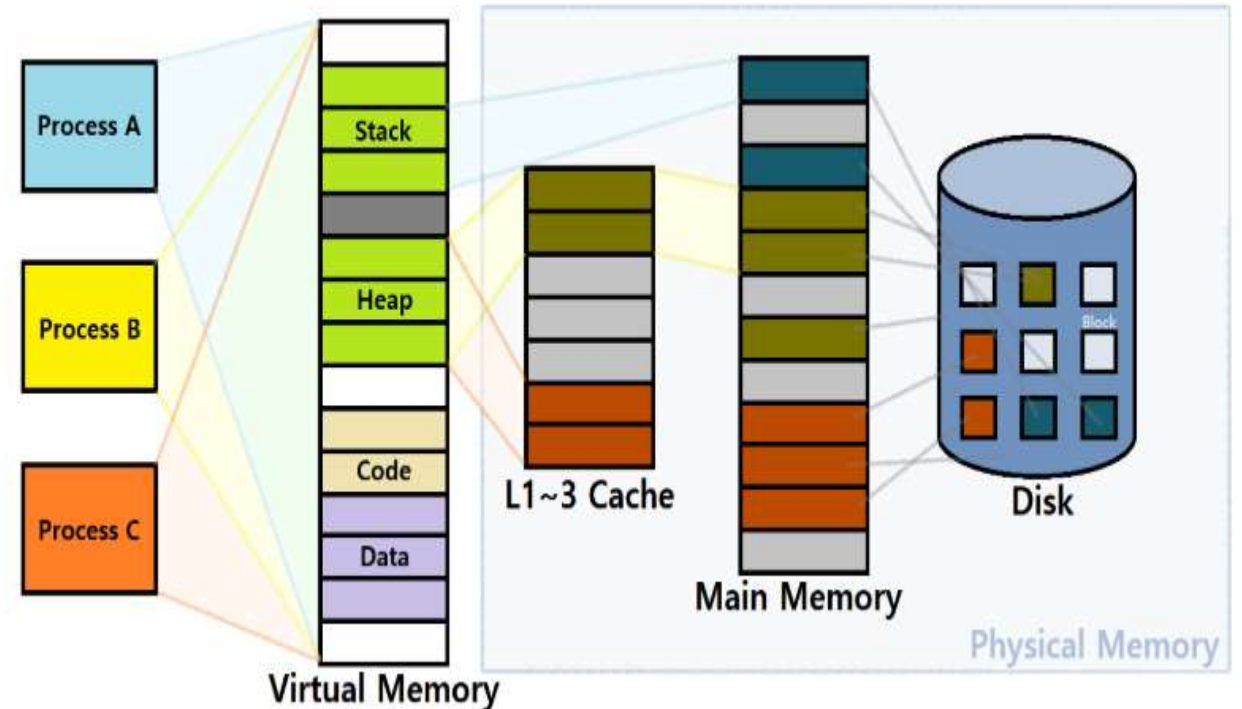 Process A
Process B
Process C
Stack
Heap
Code
Data
Virtual Memory
L1~3 Cache
Main Memory
Block
Disk
Physical Memory